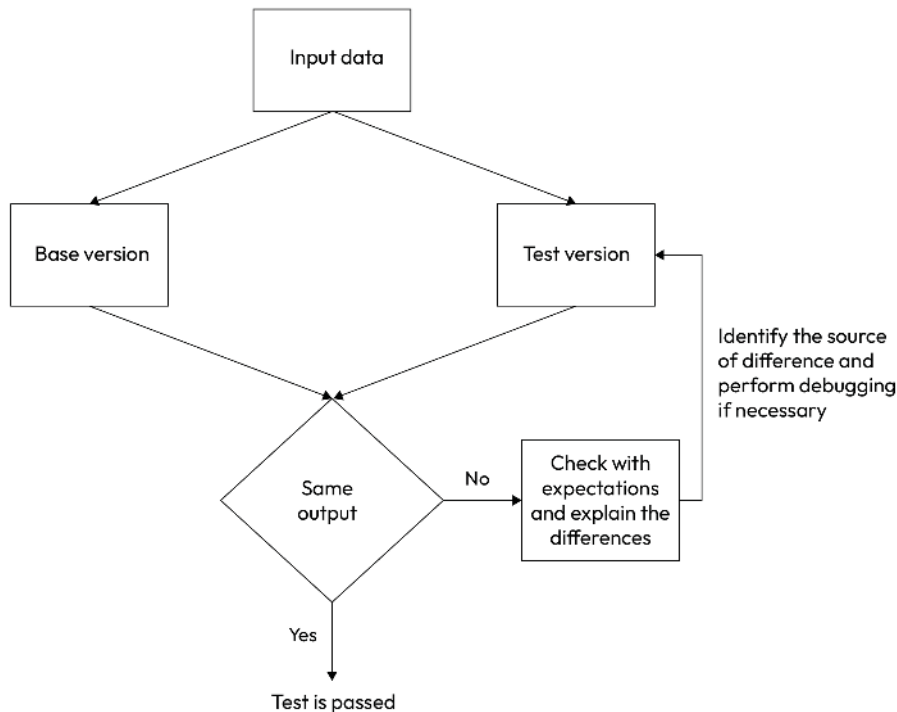 Input data
Base version
Test version
Identify the source
of difference and
perform debugging
if necessary
Same
output
No
Check with
expectations
and explain the
differences
Yes
Test is passed